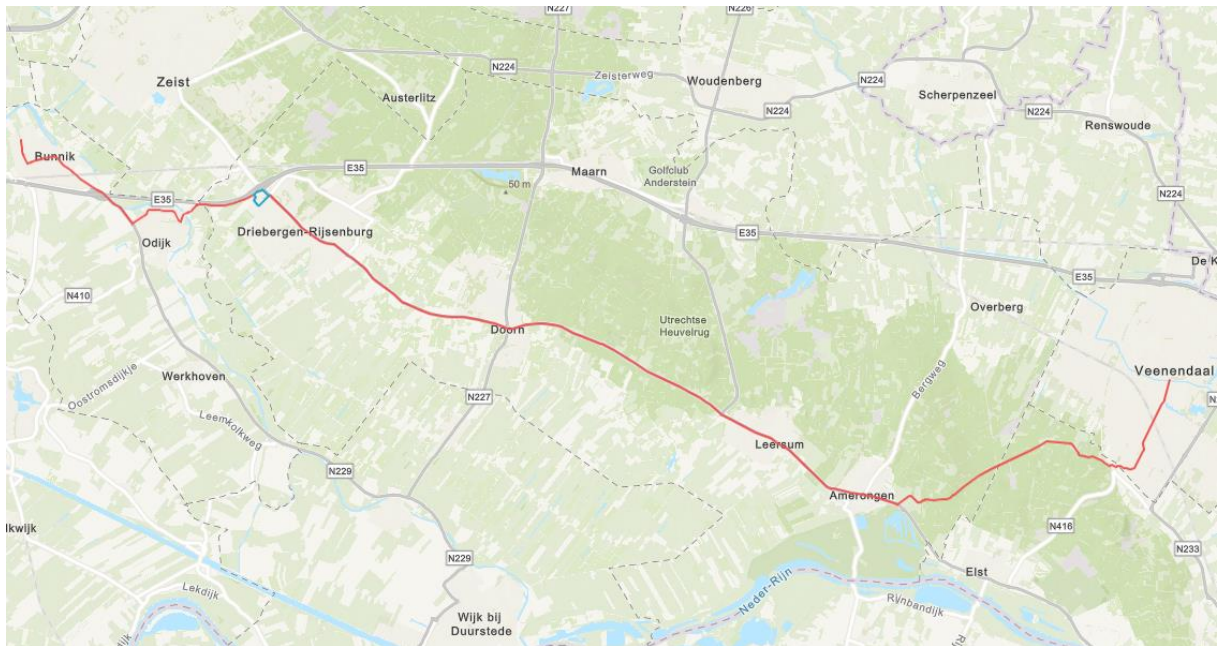 N227
N226
Zeist
N224
Zeisterweg
Woudenberg
N224
Austerlitz
Scherpenzeel
N224
N224
Renswoude
Bunnik
E35
Maarn
Golfclub
Anderstein
50 m
N224
E35
Driebergen-Rijsenburg
E35
Odijk
De K
E35
N410
Overberg
Utrechtse
Heuvelrug
Doorn
Veenendaal
Werkhoven
Bergweg
Oostromsdijkje
N227
Leemkolkweg
Leersum
N229
Amerongen
lkwijk
N416
N233
N229
Elst
Lekdijk
Neder-Rijn
Rijnbandijk
Wijk bij
Duurstede